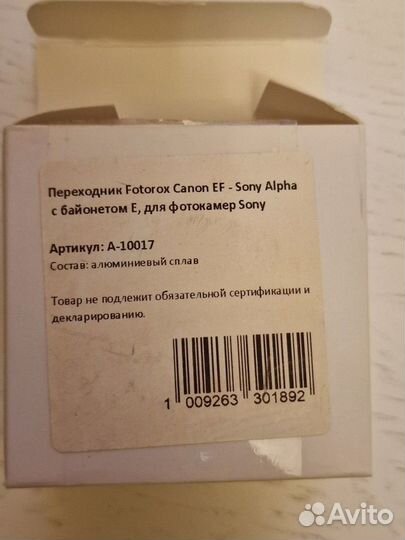 Переходник Fotorox Canon EF - Sony Alpha
с байонетом E, для фотокамер Sony
Артикул: A-10017
Состав: алюминиевый сплав
Товар не подлежит обязательной сертификации и
декларированию.
1 009263 301892
Avito